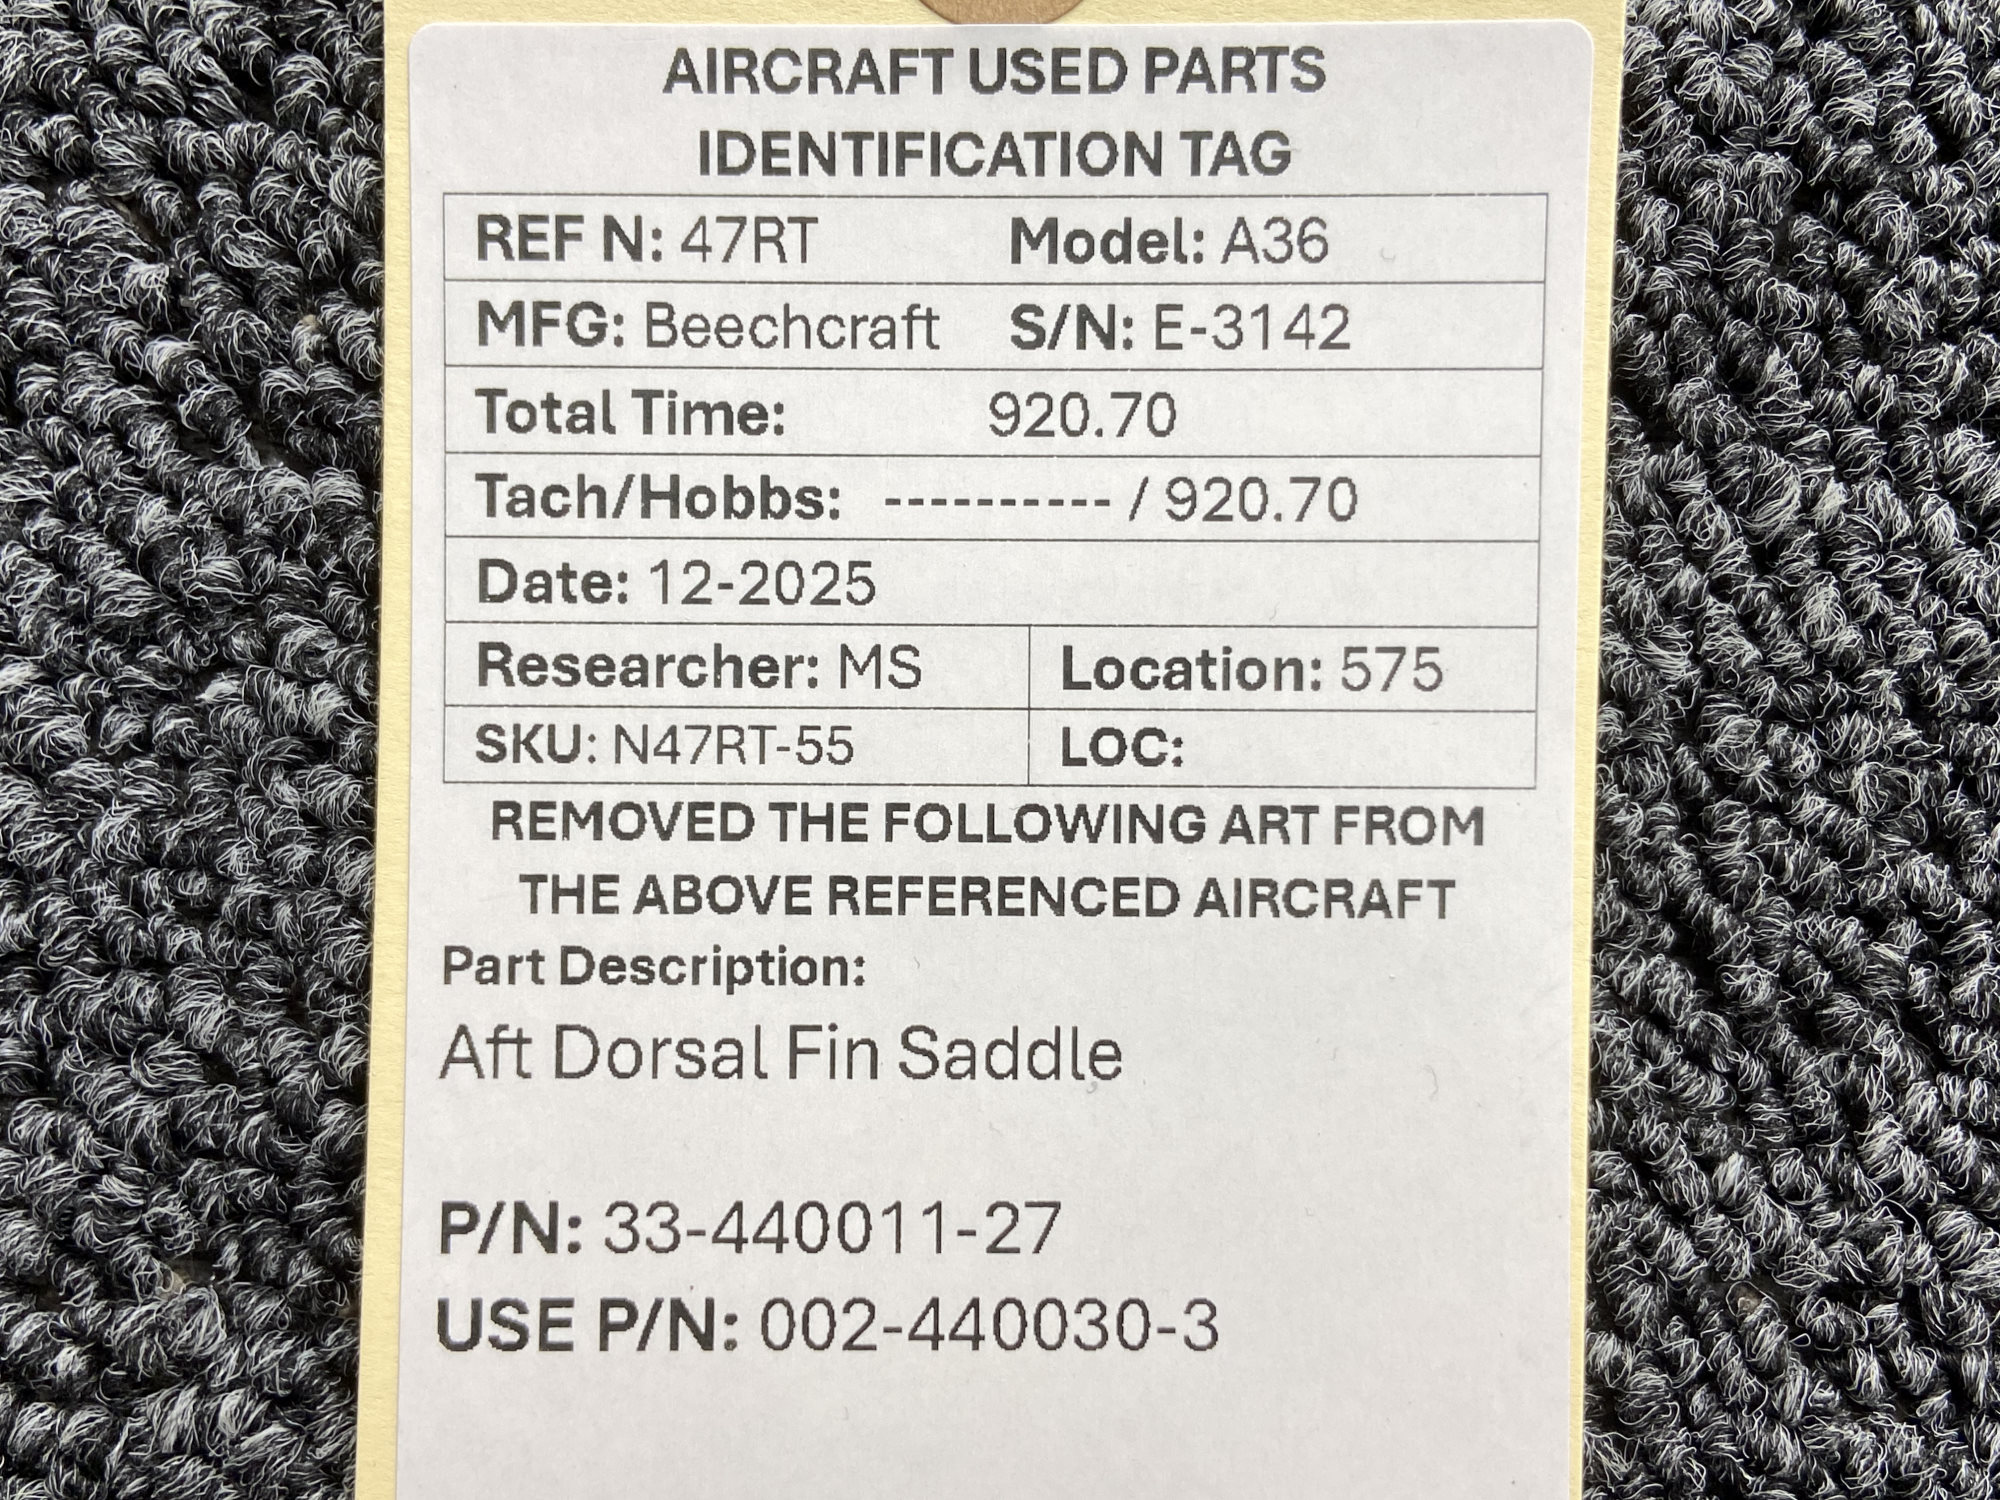 AIRCRAFT USED PARTS
IDENTIFICATION TAG
REF N: 47RT Model: A36
MFG: Beechcraft S/N: E-3142
Total Time: 920.70
Tach/Hobbs: ---------- / 920.70
Date: 12-2025
Researcher: MS Location: 575
SKU: N47RT-55 LOC:
REMOVED THE FOLLOWING ART FROM
THE ABOVE REFERENCED AIRCRAFT
Part Description:
Aft Dorsal Fin Saddle
P/N: 33-440011-27
USE P/N: 002-440030-3